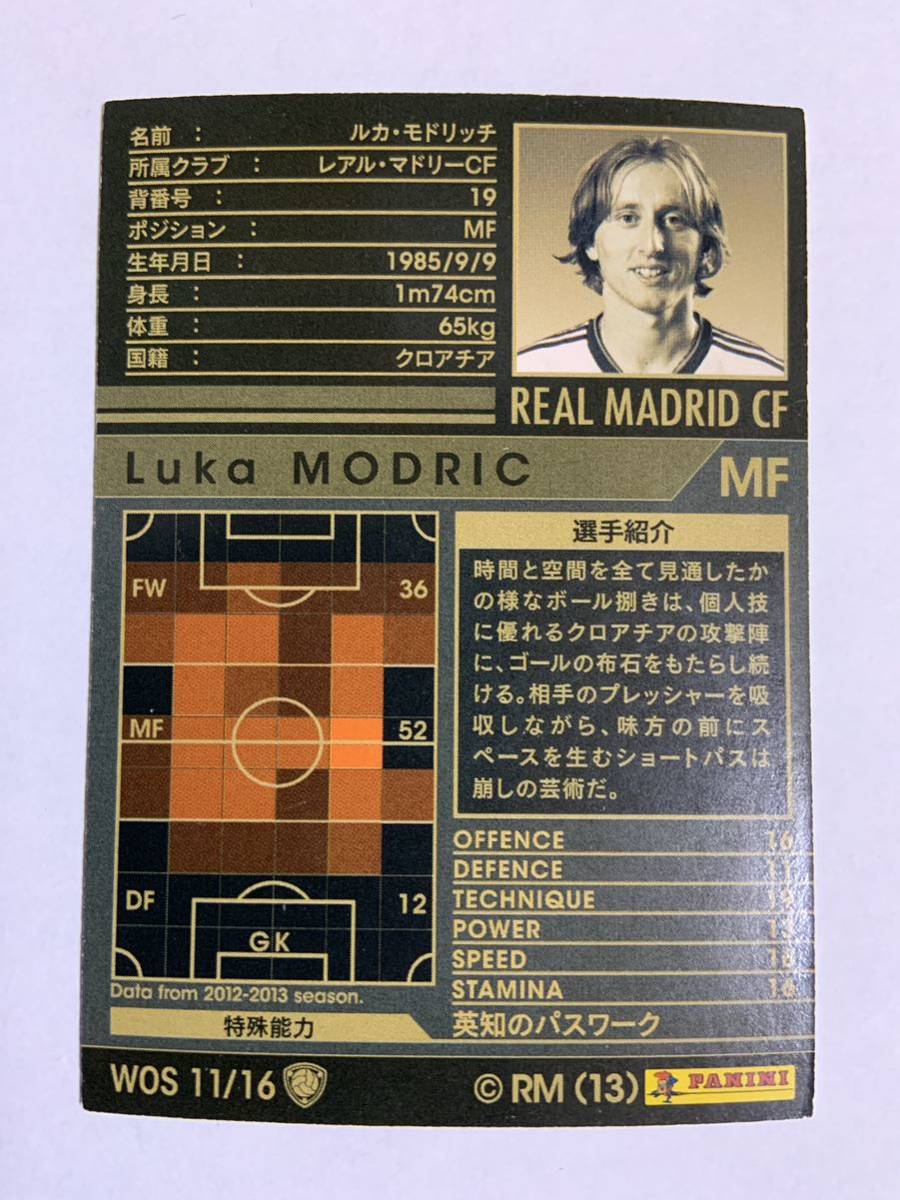 名前 : ルカ・モドリッチ
所属クラブ : レアル・マドリーCF
背番号 : 19
ポジション : MF
生年月日 : 1985/9/9
身長 : 1m74cm
体重 : 65kg
国籍 : クロアチア
REAL MADRID CF
Luka MODRIC
MF
FW 36
MF 52
DF 12
GK
Data from 2012-2013 season.
選手紹介
時間と空間を全て見通したか
の様なボール捌きは、個人技
に優れるクロアチアの攻撃陣
に、ゴールの布石をもたらし続
ける。相手のプレッシャーを吸
収しながら、味方の前にス
ペースを生むショートパスは
崩しの芸術だ。
OFFENCE 16
DEFENCE 11
TECHNIQUE
POWER
SPEED
STAMINA 16
特殊能力 英知のパスワーク
WOS 11/16
© RM (13) PANINI